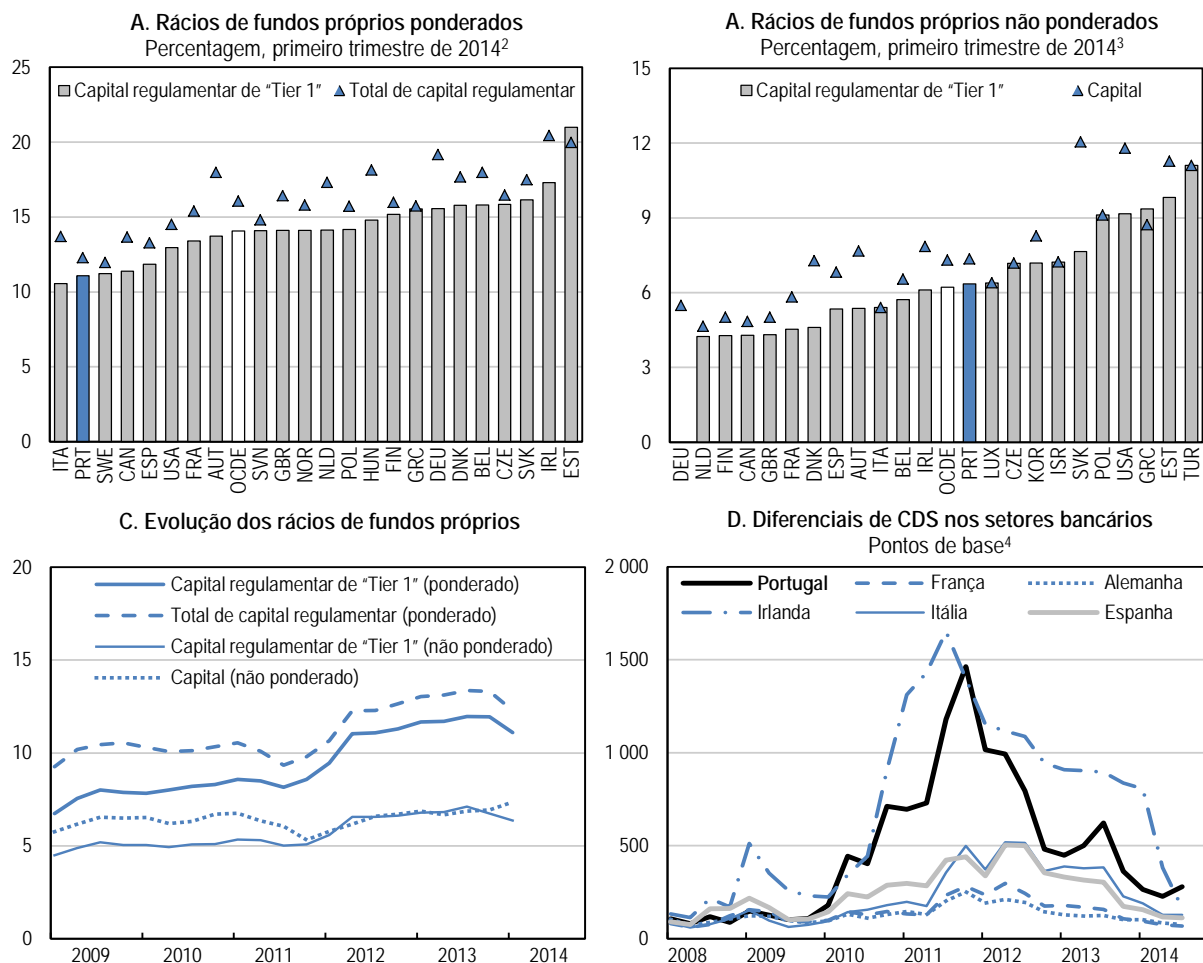 A. Rácios de fundos próprios ponderados
Percentagem, primeiro trimestre de 2014²
25
20
15
10
5
0
Capital regulamentar de "Tier 1"
Total de capital regulamentar
ITA
PRT
SWE
CAN
ESP
USA
FRA
AUT
OCDE
SVN
GBR
NOR
NLD
POL
HUN
FIN
GRC
DEU
DNK
BEL
CZE
SVK
IRL
EST
A. Rácios de fundos próprios não ponderados
Percentagem, primeiro trimestre de 2014³
15
12
9
6
3
0
Capital regulamentar de "Tier 1"
Capital
DEU
NLD
FIN
CAN
GBR
FRA
DNK
ESP
AUT
ITA
BEL
IRL
OCDE
PRT
LUX
CZE
KOR
ISR
SVK
POL
USA
GRC
EST
TUR
C. Evolução dos rácios de fundos próprios
20
15
10
5
0
Capital regulamentar de "Tier 1" (ponderado)
Total de capital regulamentar (ponderado)
Capital regulamentar de "Tier 1" (não ponderado)
Capital (não ponderado)
2009 2010 2011 2012 2013 2014
D. Diferenciais de CDS nos setores bancários
Pontos de base⁴
2 000
1 500
1 000
500
0
Portugal França Alemanha
Irlanda Itália Espanha
2008 2009 2010 2011 2012 2013 2014